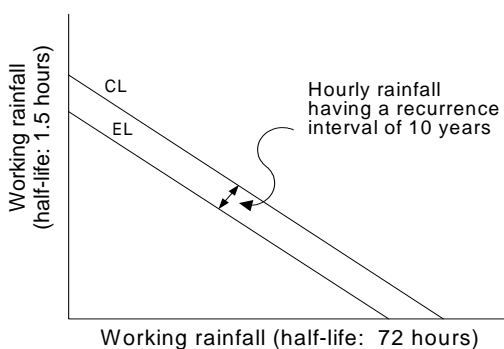 Working rainfall
(half-life: 1.5 hours)
CL
EL
Hourly rainfall
having a recurrence
interval of 10 years
Working rainfall (half-life: 72 hours)